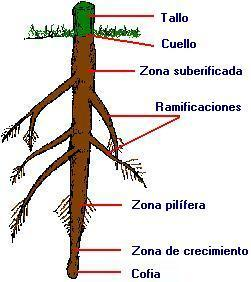 Tallo
Cuello
Zona suberificada
Ramificaciones
Zona pilífera
Zona de crecimiento
Cofia